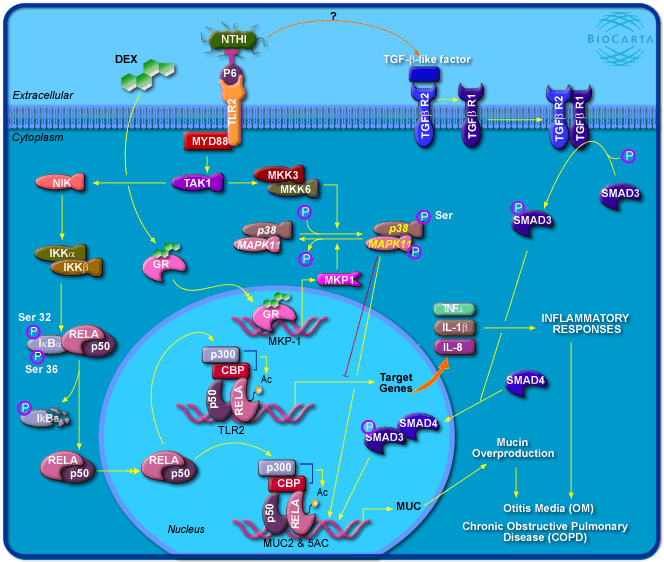 ?
BIOCARTA
NTHI
DEX
TGF-β-like factor
P6
Extracellular
TLR2
TGFβ R2
TGFβ R1
TGFβ R2
TGFβ R1
Cytoplasm
MYD88
P
MKK3
MKK6
NIK
TAK1
SMAD3
P
P
Ser
P
SMAD3
p38
MAPK11
p38
MAPK11
P
P
IKKα
IKKβ
GR
MKP1
GR
MKP-1
TNFα
IL-1β
IL-8
INFLAMMATORY
RESPONSES
Ser 32
P
IκBα
RELA
p50
P
Ser 36
p300
CBP
Ac
p50
RELA
TLR2
Target
Genes
SMAD4
P
IκBα
P
SMAD3
SMAD4
Mucin
Overproduction
RELA
p50
RELA
p50
p300
CBP
Ac
p50
RELA
MUC
MUC2 & 5AC
Nucleus
Otitis Media (OM)
Chronic Obstructive Pulmonary
Disease (COPD)